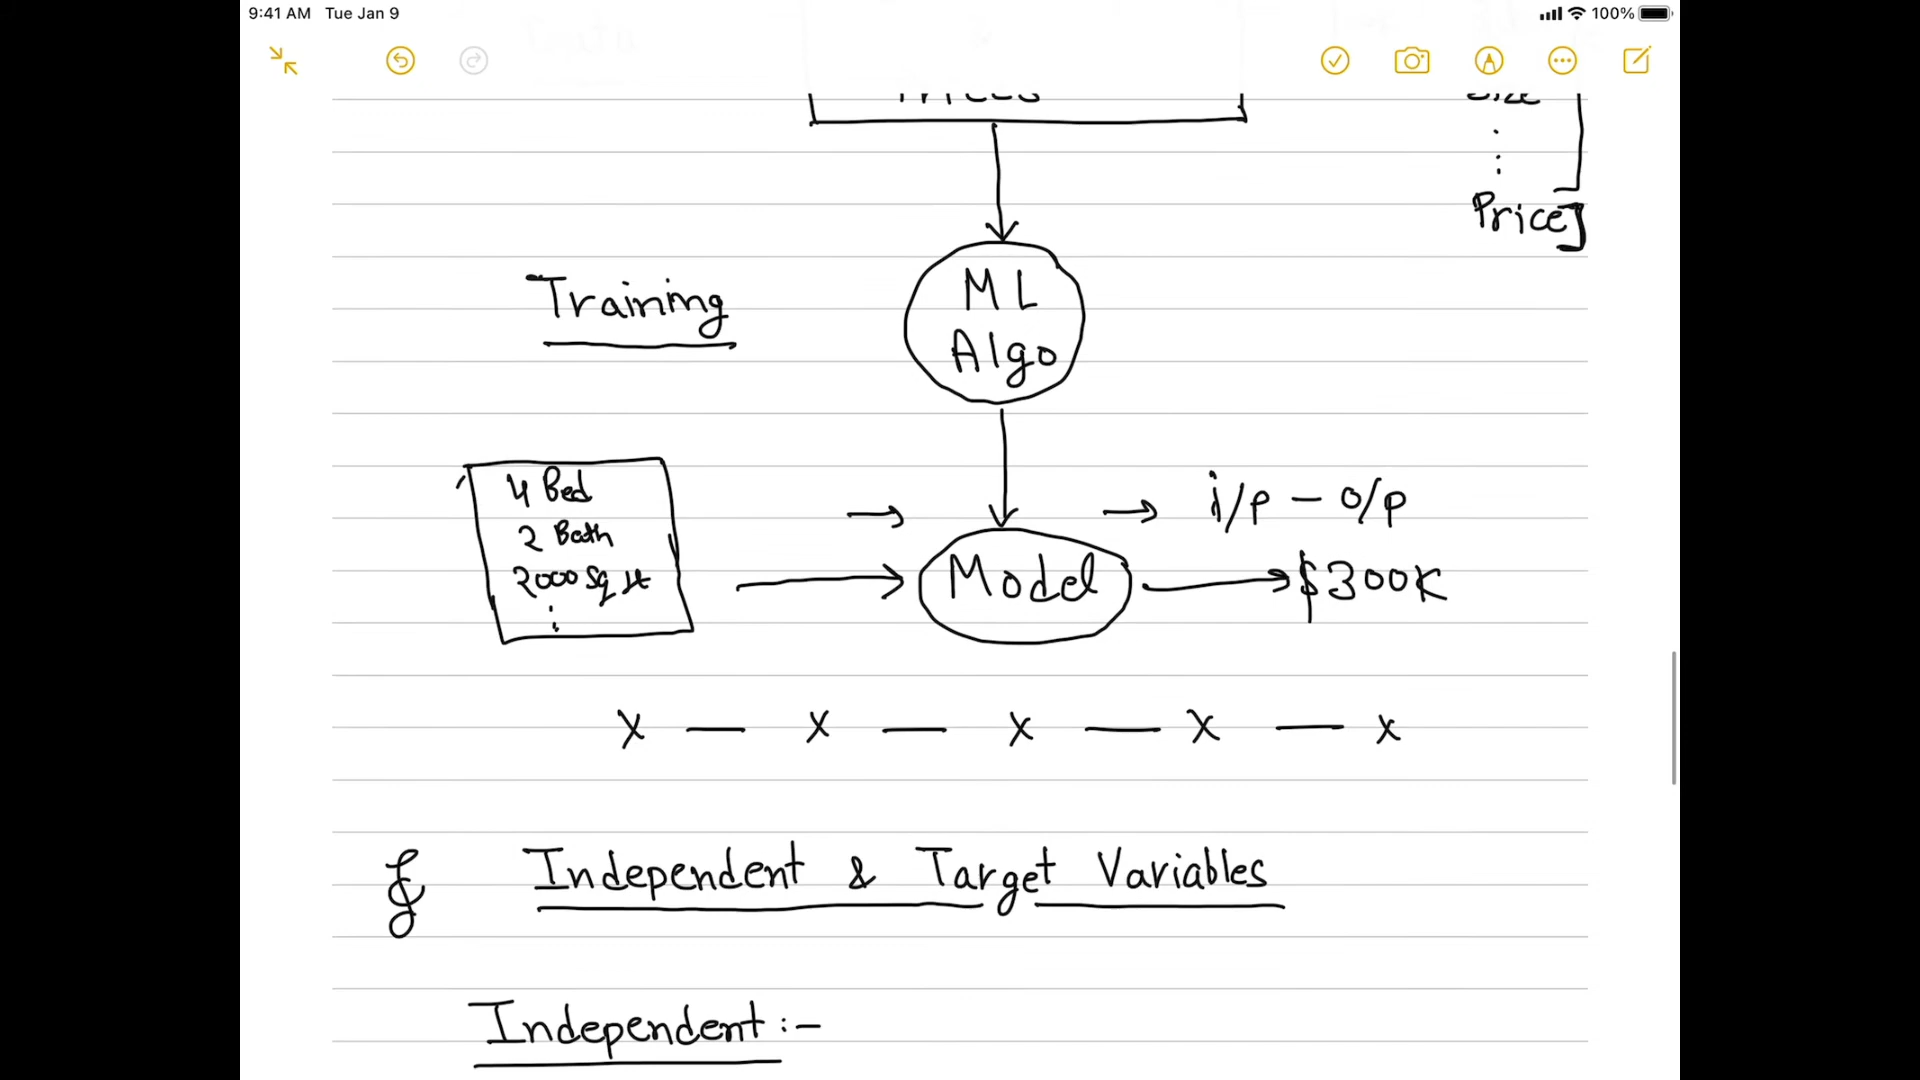 9:41 AM Tue Jan 9
100%
Price]
Training
ML
Algo
4 Bed
2 Bath
2000 Sq ft
i/p - o/p
Model
$300K
x — x — x — x — x
Independent & Target Variables
Independent :-